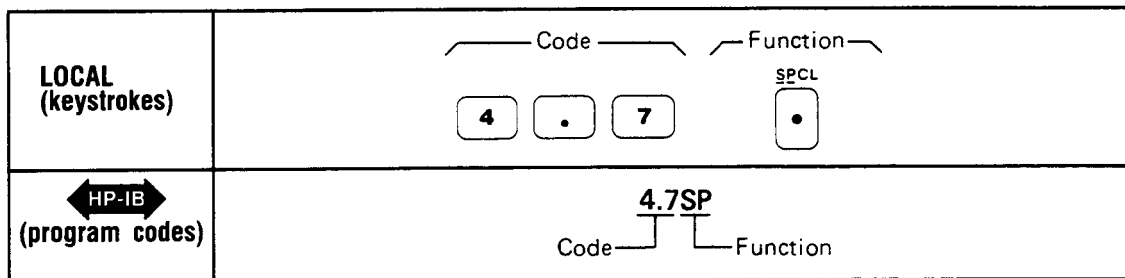 LOCAL
(keystrokes)
Code Function
SPCL
4 . 7
HP-IB
(program codes)
4.7SP
Code Function